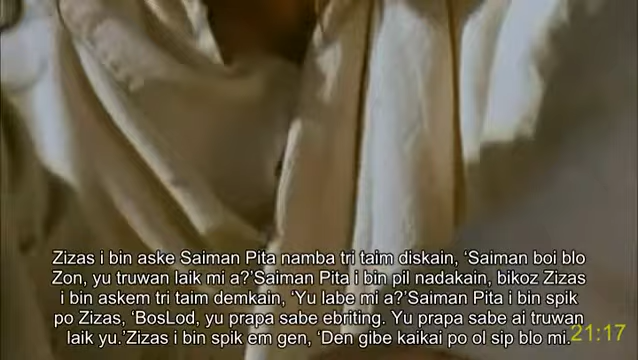 Zizas i bin aske Saiman Pita namba tri taim diskain, ‘Saiman boi blo
Zon, yu truwan laik mi a?’Saiman Pita i bin pil nadakain, bikoz Zizas
i bin askem tri taim demkain, ‘Yu labe mi a?’Saiman Pita i bin spik
po Zizas, ‘BosLod, yu prapa sabe ebriting. Yu prapa sabe ai truwan
laik yu.’Zizas i bin spik em gen, ‘Den gibe kaikai po ol sip blo mi.
21:17